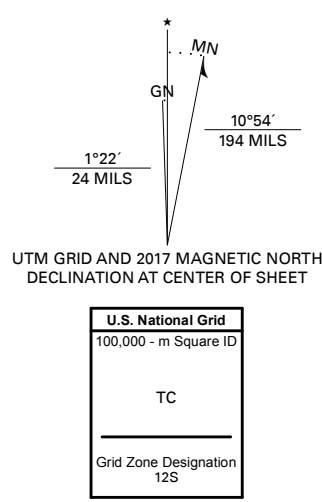 ★
MN
GN
10°54´
194 MILS
1°22´
24 MILS
UTM GRID AND 2017 MAGNETIC NORTH
DECLINATION AT CENTER OF SHEET
U.S. National Grid
100,000 - m Square ID
TC
Grid Zone Designation
12S